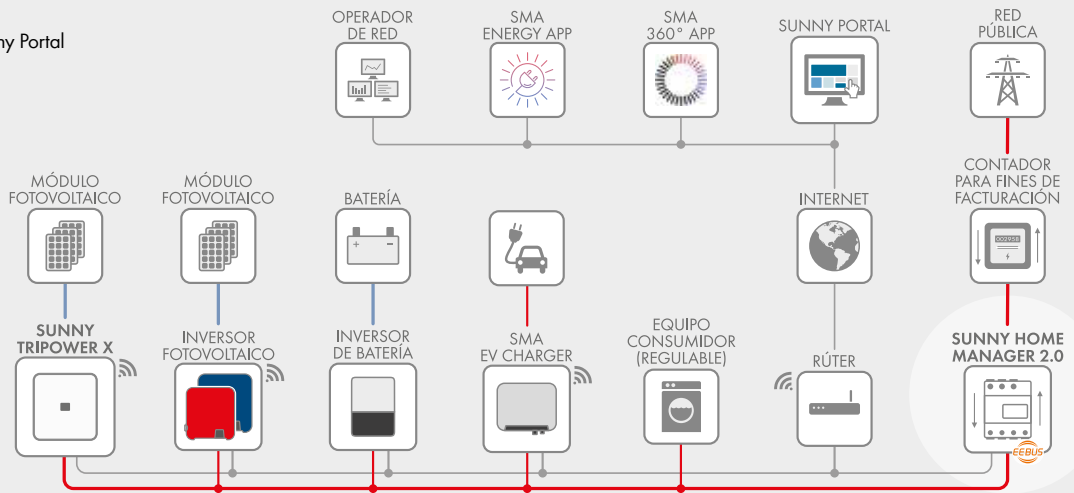 ny Portal
OPERADOR
DE RED
SMA
ENERGY APP
SMA
360° APP
SUNNY PORTAL
RED
PÚBLICA
MÓDULO
FOTOVOLTAICO
MÓDULO
FOTOVOLTAICO
BATERÍA
INTERNET
CONTADOR
PARA FINES DE
FACTURACIÓN
SUNNY
TRIPOWER X
INVERSOR
FOTOVOLTAICO
INVERSOR
DE BATERÍA
SMA
EV CHARGER
EQUIPO
CONSUMIDOR
(REGULABLE)
RÚTER
SUNNY HOME
MANAGER 2.0
EEBUS